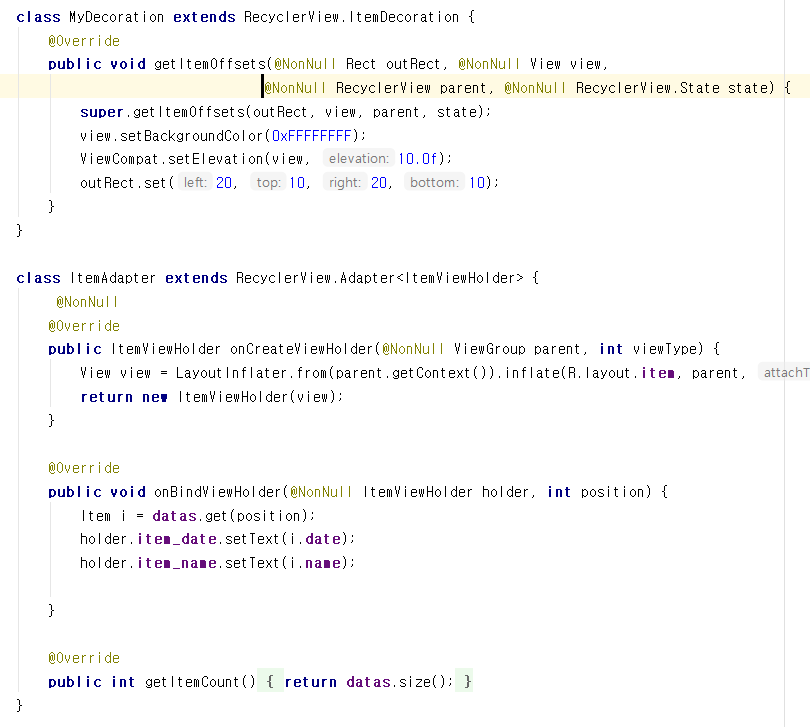 class MyDecoration extends RecyclerView.ItemDecoration {
@Override
public void getItemOffsets(@NonNull Rect outRect, @NonNull View view,
@NonNull RecyclerView parent, @NonNull RecyclerView.State state) {
super.getItemOffsets(outRect, view, parent, state);
view.setBackgroundColor(0xFFFFFFFF);
ViewCompat.setElevation(view, elevation: 10.0f);
outRect.set( left: 20, top: 10, right: 20, bottom: 10);
}
}
class ItemAdapter extends RecyclerView.Adapter<ItemViewHolder> {
@NonNull
@Override
public ItemViewHolder onCreateViewHolder(@NonNull ViewGroup parent, int viewType) {
View view = LayoutInflater.from(parent.getContext()).inflate(R.layout.item, parent, attachT
return new ItemViewHolder(view);
}
@Override
public void onBindViewHolder(@NonNull ItemViewHolder holder, int position) {
Item i = datas.get(position);
holder.item_date.setText(i.date);
holder.item_name.setText(i.name);
}
@Override
public int getItemCount() { return datas.size(); }
}